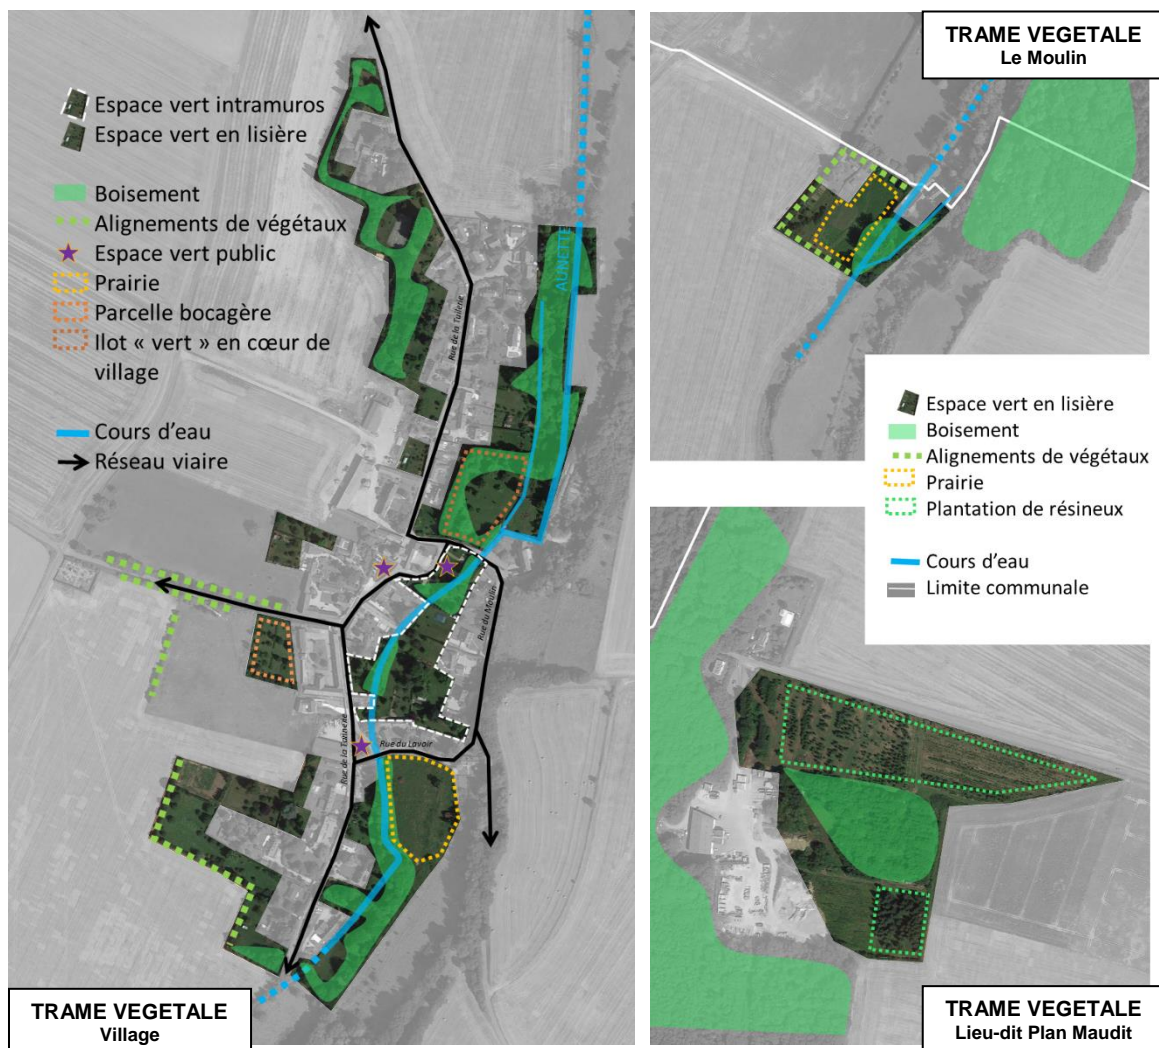 Espace vert intramuros
Espace vert en lisière
Boisement
Alignements de végétaux
Espace vert public
Prairie
Parcelle bocagère
Ilot « vert » en cœur de
village
Cours d'eau
Réseau viaire
Rue de la Tuilerie
AUNETTE
Rue du Moulin
Rue de la
Rue du Lavoir
TRAME VEGETALE
Village
TRAME VEGETALE
Le Moulin
Espace vert en lisière
Boisement
Alignements de végétaux
Prairie
Plantation de résineux
Cours d'eau
Limite communale
TRAME VEGETALE
Lieu-dit Plan Maudit